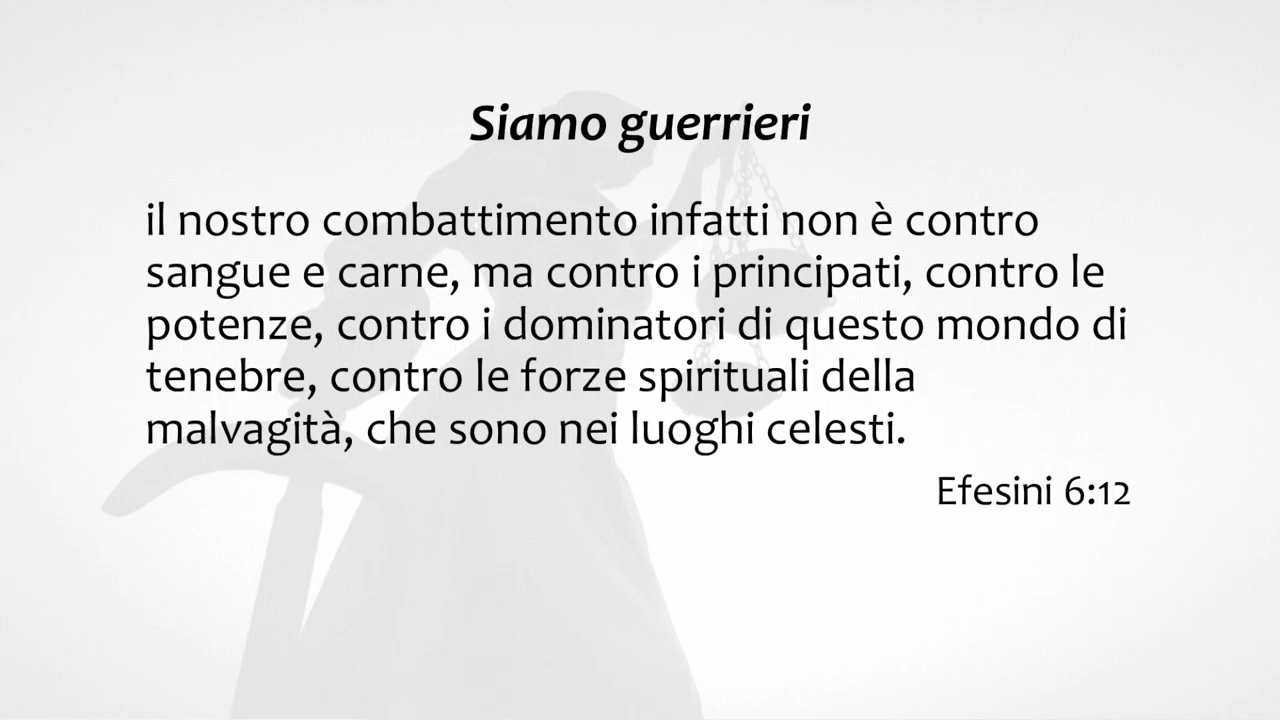 Siamo guerrieri
il nostro combattimento infatti non è contro
sangue e carne, ma contro i principati, contro le
potenze, contro i dominatori di questo mondo di
tenebre, contro le forze spirituali della
malvagità, che sono nei luoghi celesti.
Efesini 6:12